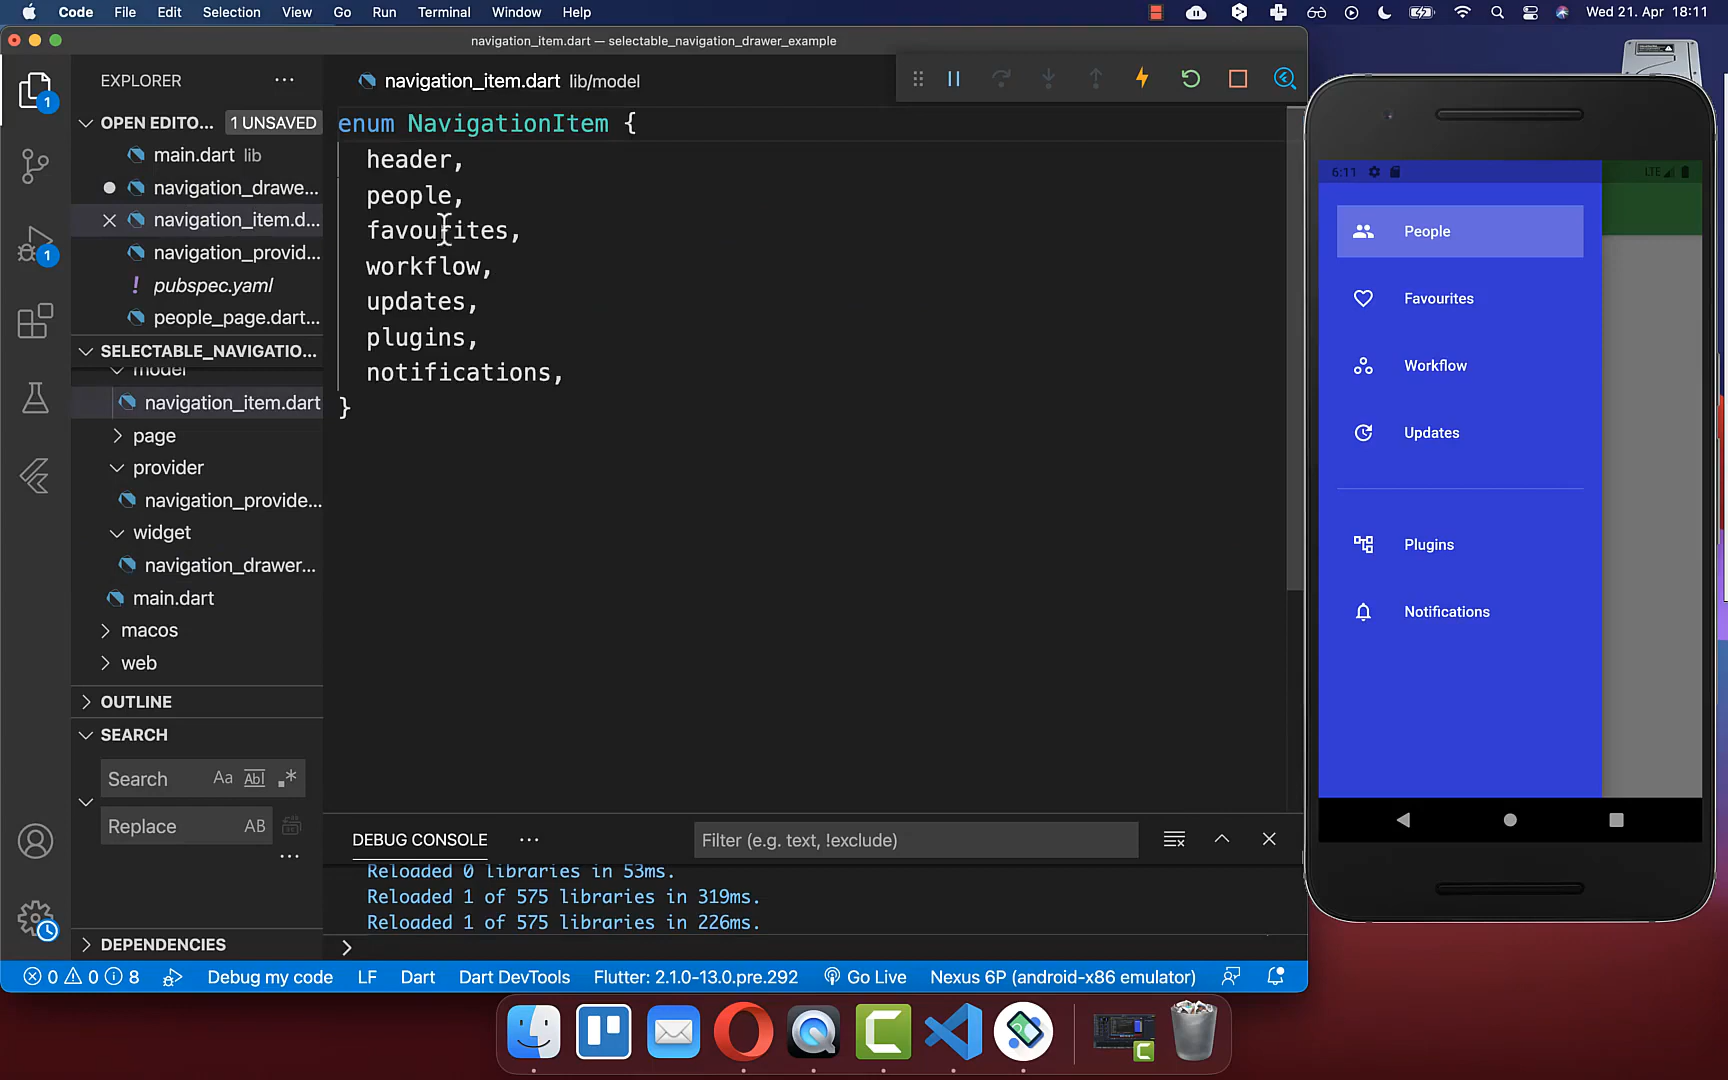 Code File Edit Selection View Go Run Terminal Window Help Wed 21. Apr 18:11
navigation_item.dart — selectable_navigation_drawer_example
EXPLORER
OPEN EDITO... 1 UNSAVED
main.dart lib
navigation_drawe...
navigation_item.d...
navigation_provid...
pubspec.yaml
people_page.dart...
SELECTABLE_NAVIGATIO...
model
navigation_item.dart
page
provider
navigation_provide...
widget
navigation_drawer...
main.dart
macos
web
OUTLINE
SEARCH
Search Aa Abl .*
Replace AB
DEPENDENCIES
1
1
navigation_item.dart lib/model
enum NavigationItem {
header,
people,
favourites,
workflow,
updates,
plugins,
notifications,
}
DEBUG CONSOLE
Filter (e.g. text, !exclude)
Reloaded 0 libraries in 53ms.
Reloaded 1 of 575 libraries in 319ms.
Reloaded 1 of 575 libraries in 226ms.
0 0 8 Debug my code LF Dart Dart DevTools Flutter: 2.1.0-13.0.pre.292 Go Live Nexus 6P (android-x86 emulator)
6:11 LTE
People
Favourites
Workflow
Updates
Plugins
Notifications